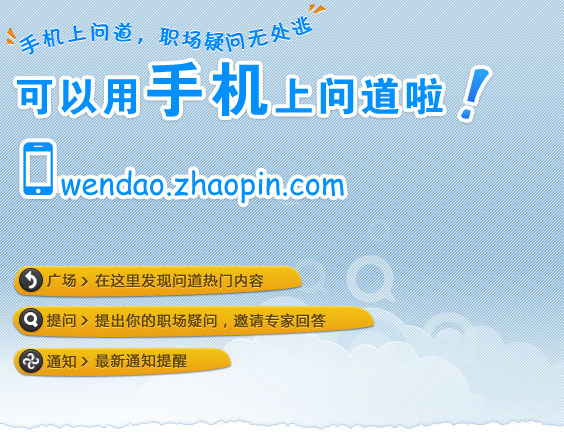 手机上问道，职场疑问无处逃
可以用手机上问道啦！
wendao.zhaopin.com
广场 > 在这里发现问道热门内容
提问 > 提出你的职场疑问，邀请专家回答
通知 > 最新通知提醒